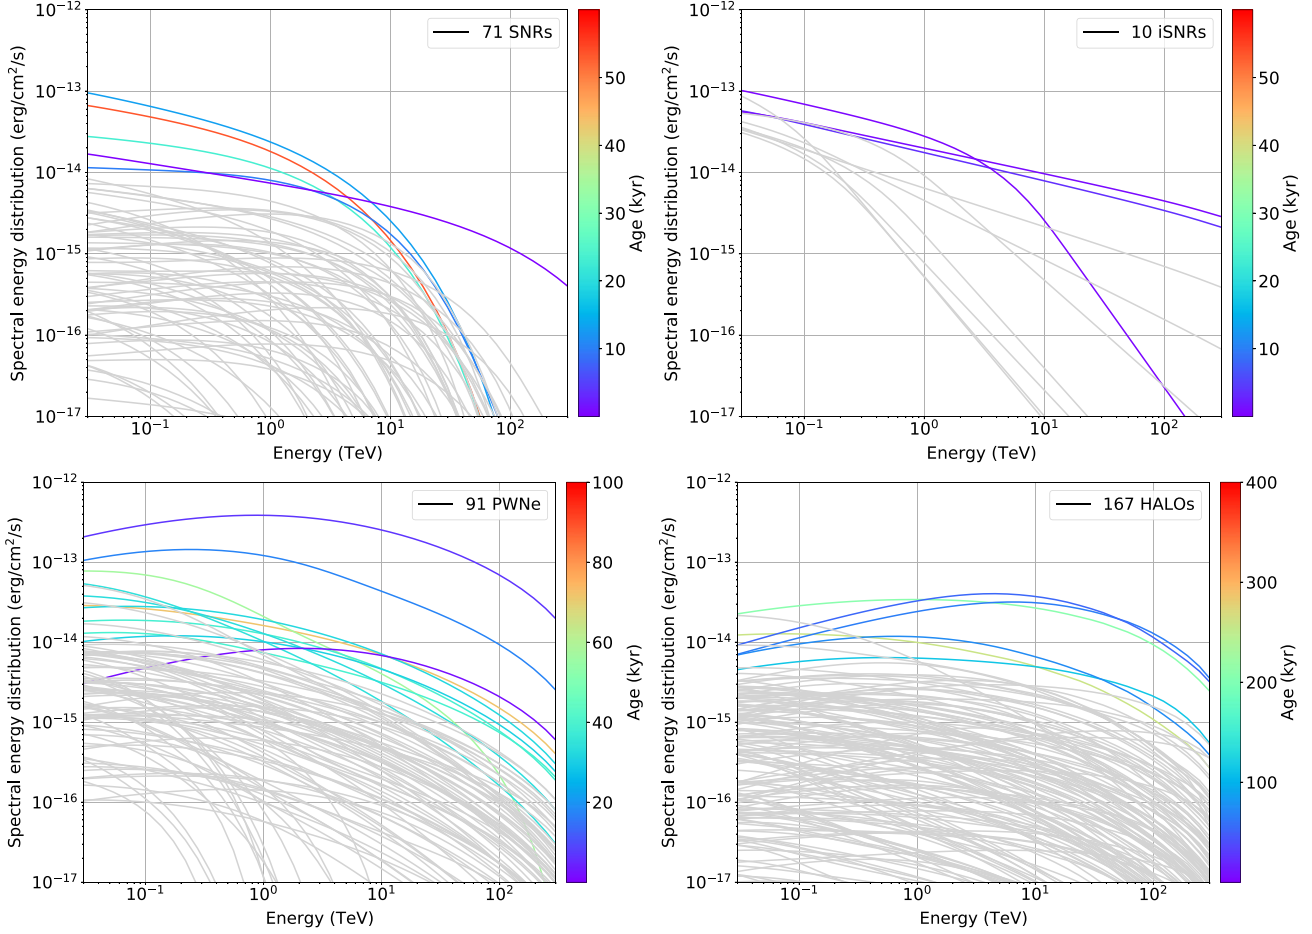 71 SNRs
Spectral energy distribution (erg/cm²/s)
10⁻¹²
10⁻¹³
10⁻¹⁴
10⁻¹⁵
10⁻¹⁶
10⁻¹⁷
10⁻¹ 10⁰ 10¹ 10²
Energy (TeV)
50
40
30
20
10
Age (kyr)
10 iSNRs
Spectral energy distribution (erg/cm²/s)
10⁻¹²
10⁻¹³
10⁻¹⁴
10⁻¹⁵
10⁻¹⁶
10⁻¹⁷
10⁻¹ 10⁰ 10¹ 10²
Energy (TeV)
50
40
30
20
10
Age (kyr)
91 PWNe
Spectral energy distribution (erg/cm²/s)
10⁻¹²
10⁻¹³
10⁻¹⁴
10⁻¹⁵
10⁻¹⁶
10⁻¹⁷
10⁻¹ 10⁰ 10¹ 10²
Energy (TeV)
100
80
60
40
20
Age (kyr)
167 HALOs
Spectral energy distribution (erg/cm²/s)
10⁻¹²
10⁻¹³
10⁻¹⁴
10⁻¹⁵
10⁻¹⁶
10⁻¹⁷
10⁻¹ 10⁰ 10¹ 10²
Energy (TeV)
400
300
200
100
Age (kyr)